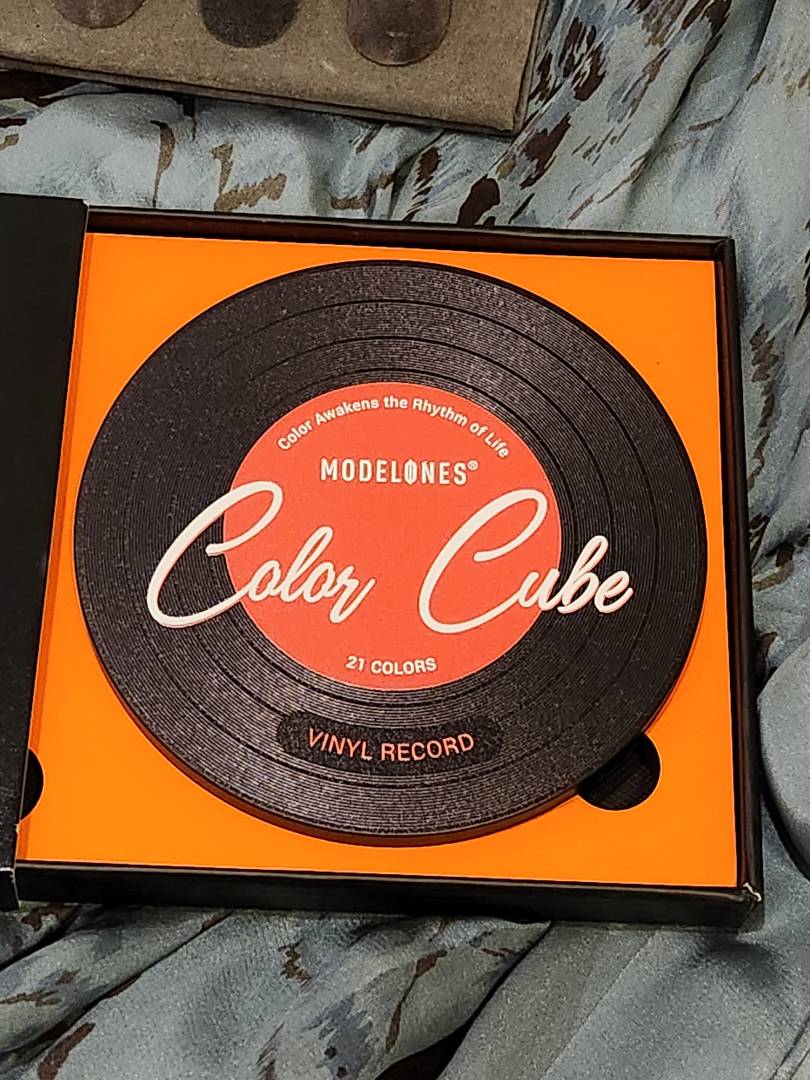 Color Awakens the Rhythm of Life
MODELONES®
Color Cube
21 COLORS
VINYL RECORD